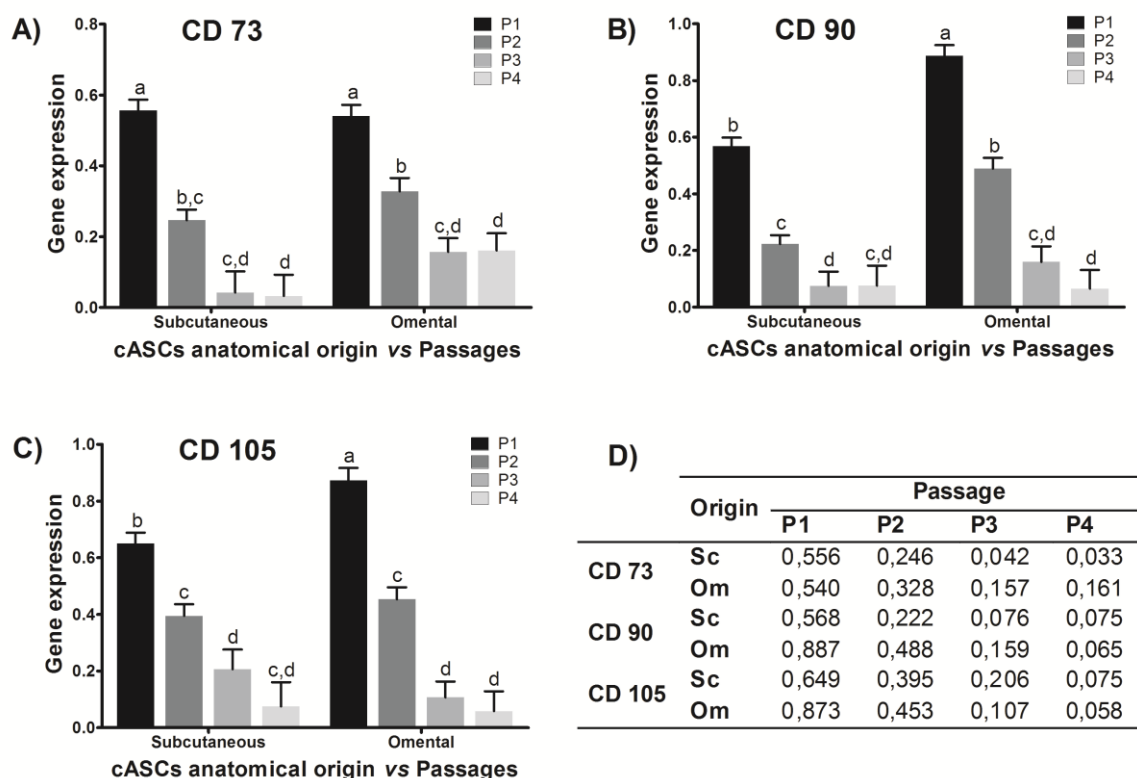 A)
CD 73
P1
P2
P3
P4
Gene expression
0.8
0.6
0.4
0.2
0.0
a
b,c
c,d
d
a
b
c,d
d
Subcutaneous
Omental
cASCs anatomical origin vs Passages
B)
CD 90
P1
P2
P3
P4
Gene expression
1.0
0.8
0.6
0.4
0.2
0.0
b
c
d
c,d
a
b
c,d
d
Subcutaneous
Omental
cASCs anatomical origin vs Passages
C)
CD 105
P1
P2
P3
P4
Gene expression
1.0
0.8
0.6
0.4
0.2
0.0
b
c
d
c,d
a
c
d
d
Subcutaneous
Omental
cASCs anatomical origin vs Passages
D)
Origin Passage
P1 P2 P3 P4
CD 73 Sc 0,556 0,246 0,042 0,033
Om 0,540 0,328 0,157 0,161
CD 90 Sc 0,568 0,222 0,076 0,075
Om 0,887 0,488 0,159 0,065
CD 105 Sc 0,649 0,395 0,206 0,075
Om 0,873 0,453 0,107 0,058